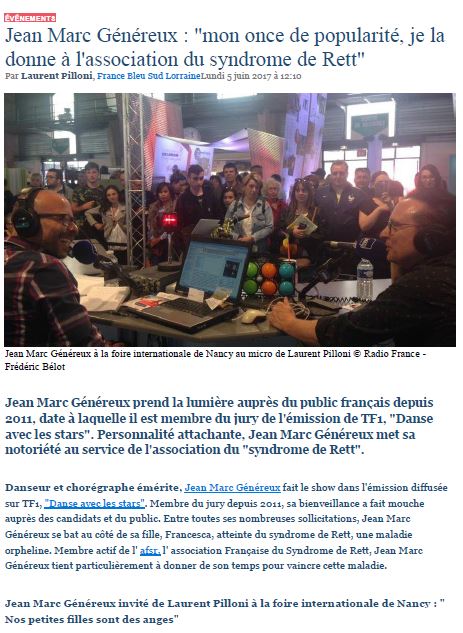 ÉVÉNEMENTS
Jean Marc Généreux : "mon once de popularité, je la
donne à l'association du syndrome de Rett"
Par Laurent Pilloni, France Bleu Sud LorraineLundi 5 juin 2017 à 12:10
Jean Marc Généreux à la foire internationale de Nancy au micro de Laurent Pilloni © Radio France -
Frédéric Bélot
Jean Marc Généreux prend la lumière auprès du public français depuis
2011, date à laquelle il est membre du jury de l'émission de TF1, "Danse
avec les stars". Personnalité attachante, Jean Marc Généreux met sa
notoriété au service de l'association du "syndrome de Rett".
Danseur et chorégraphe émérite, Jean Marc Généreux fait le show dans l'émission diffusée
sur TF1, "Danse avec les stars". Membre du jury depuis 2011, sa bienveillance a fait mouche
auprès des candidats et du public. Entre toutes ses nombreuses sollicitations, Jean Marc
Généreux se bat au côté de sa fille, Francesca, atteinte du syndrome de Rett, une maladie
orpheline. Membre active de l' afsr, l' association Française du Syndrome de Rett, Jean Marc
Généreux tient particulièrement à donner de son temps pour vaincre cette maladie.
Jean Marc Généreux invité de Laurent Pilloni à la foire internationale de Nancy : "
Nos petites filles sont des anges"